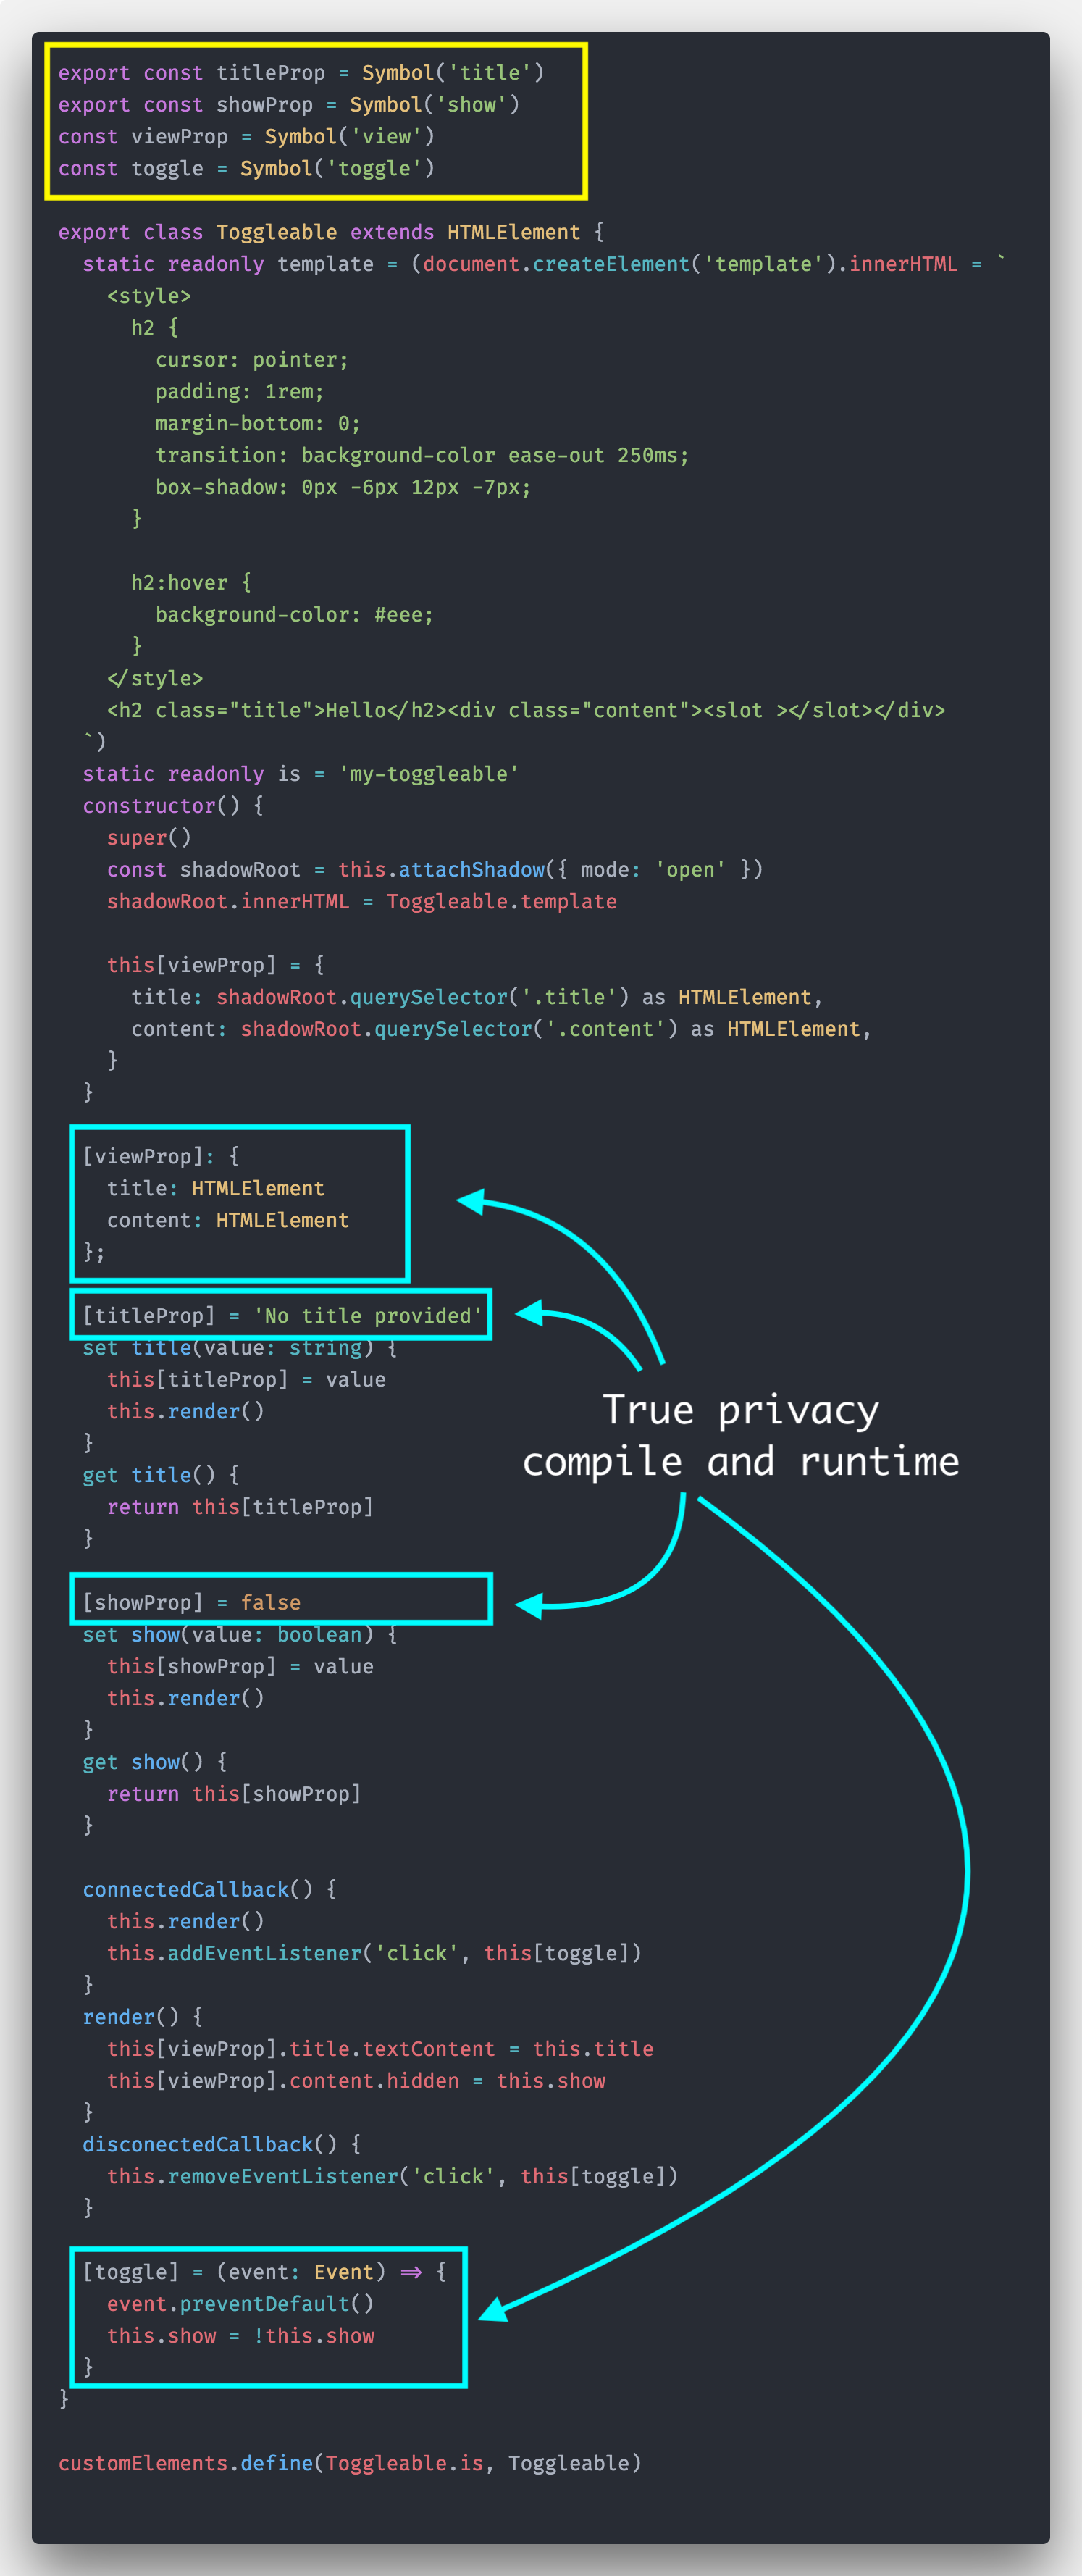 export const titleProp = Symbol('title')
export const showProp = Symbol('show')
const viewProp = Symbol('view')
const toggle = Symbol('toggle')
export class Toggleable extends HTMLElement {
static readonly template = (document.createElement('template').innerHTML = `
<style>
h2 {
cursor: pointer;
padding: 1rem;
margin-bottom: 0;
transition: background-color ease-out 250ms;
box-shadow: 0px -6px 12px -7px;
}
h2:hover {
background-color: #eee;
}
</style>
<h2 class="title">Hello</h2><div class="content"><slot ></slot></div>
`)
static readonly is = 'my-toggleable'
constructor() {
super()
const shadowRoot = this.attachShadow({ mode: 'open' })
shadowRoot.innerHTML = Toggleable.template
this[viewProp] = {
title: shadowRoot.querySelector('.title') as HTMLElement,
content: shadowRoot.querySelector('.content') as HTMLElement,
}
}
[viewProp]: {
title: HTMLElement
content: HTMLElement
};
[titleProp] = 'No title provided'
set title(value: string) {
this[titleProp] = value
this.render()
}
get title() {
return this[titleProp]
}
True privacy
compile and runtime
[showProp] = false
set show(value: boolean) {
this[showProp] = value
this.render()
}
get show() {
return this[showProp]
}
connectedCallback() {
this.render()
this.addEventListener('click', this[toggle])
}
render() {
this[viewProp].title.textContent = this.title
this[viewProp].content.hidden = this.show
}
disconectedCallback() {
this.removeEventListener('click', this[toggle])
}
[toggle] = (event: Event) => {
event.preventDefault()
this.show = !this.show
}
}
customElements.define(Toggleable.is, Toggleable)